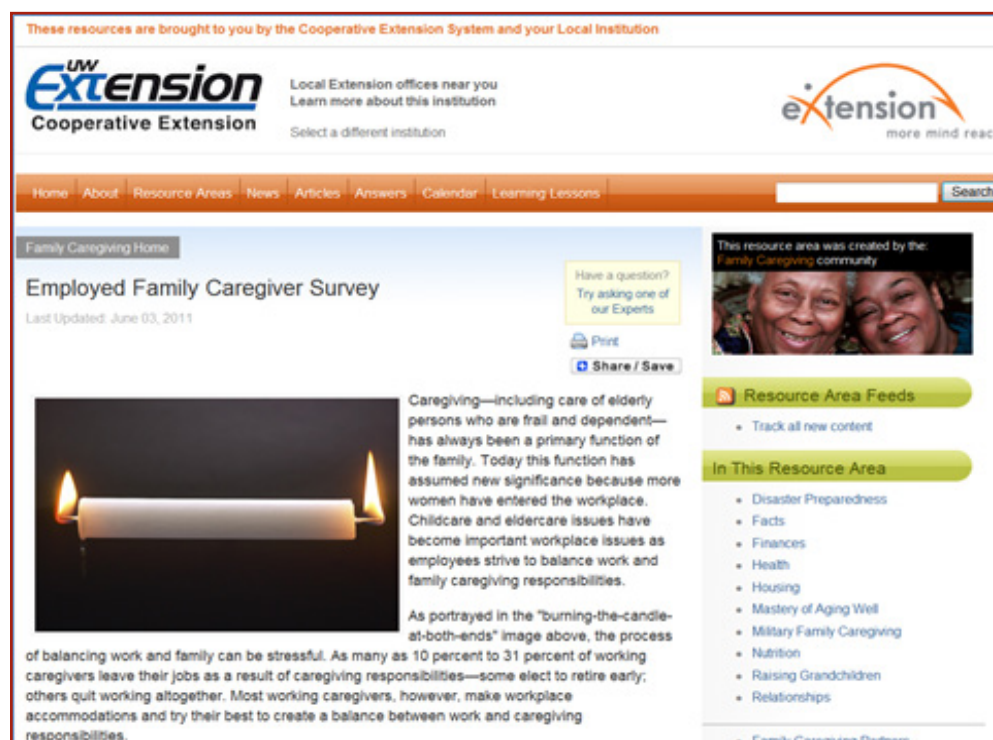 These resources are brought to you by the Cooperative Extension System and your Local Institution
UW
Extension
Cooperative Extension
Local Extension offices near you
Learn more about this institution
Select a different institution
eXtension
more mind reac
Home About Resource Areas News Articles Answers Calendar Learning Lessons
Search
Family Caregiving Home
Employed Family Caregiver Survey
Last Updated: June 03, 2011
Have a question?
Try asking one of
our Experts
Print
Share / Save
Caregiving—including care of elderly
persons who are frail and dependent—
has always been a primary function of
the family. Today this function has
assumed new significance because more
women have entered the workplace.
Childcare and eldercare issues have
become important workplace issues as
employees strive to balance work and
family caregiving responsibilities.
As portrayed in the "burning-the-candle-
at-both-ends" image above, the process
of balancing work and family can be stressful. As many as 10 percent to 31 percent of working
caregivers leave their jobs as a result of caregiving responsibilities—some elect to retire early;
others quit working altogether. Most working caregivers, however, make workplace
accommodations and try their best to create a balance between work and caregiving
responsibilities.
This resource area was created by the:
Family Caregiving community
Resource Area Feeds
Track all new content
In This Resource Area
Disaster Preparedness
Facts
Finances
Health
Housing
Mastery of Aging Well
Military Family Caregiving
Nutrition
Raising Grandchildren
Relationships
Family Caregiving Partners